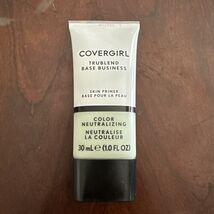 COVERGIRL
TRUBLEND
BASE BUSINESS
SKIN PRIMER
BASE POUR LA PEAU
COLOR
NEUTRALIZING
NEUTRALISE
LA COULEUR
30 mL e (1.0 FL OZ)